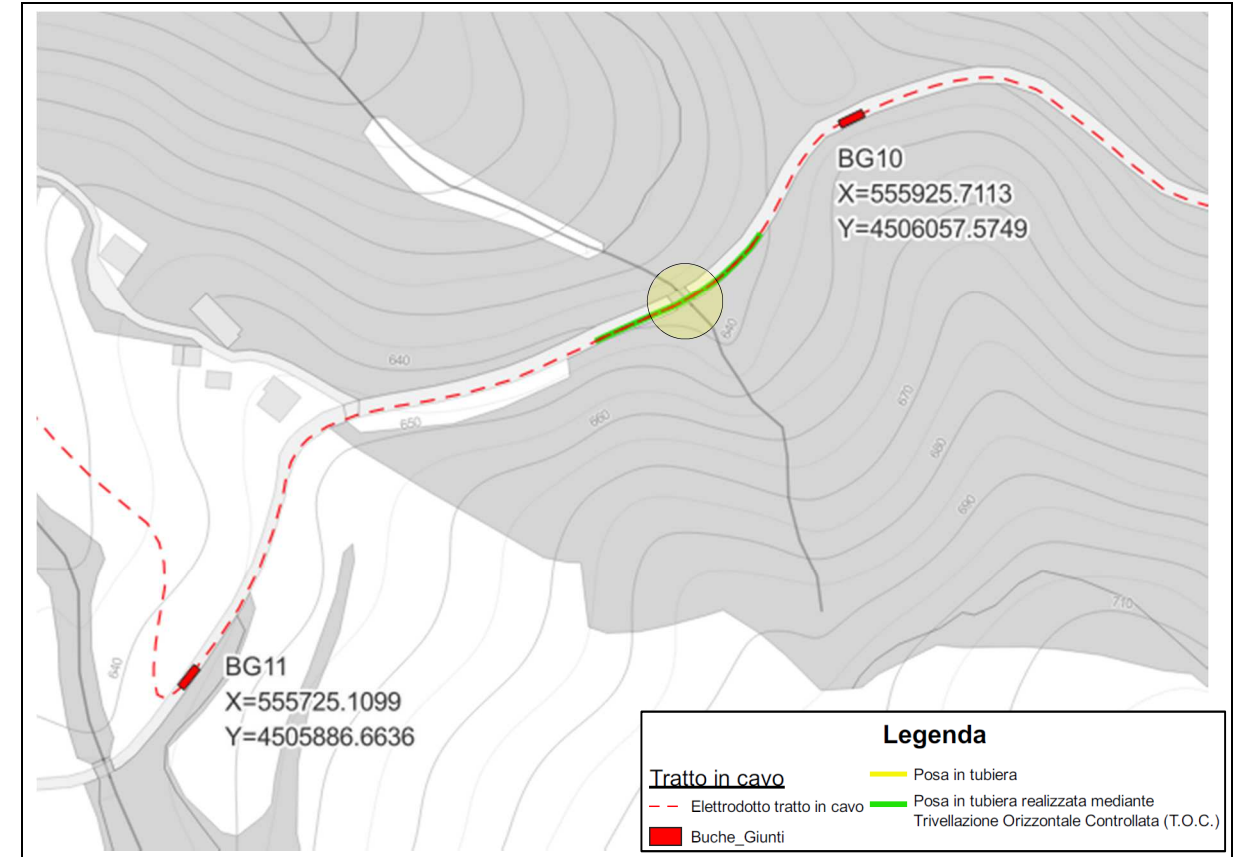 BG10
X=555925.7113
Y=4506057.5749
640
640
650
660
670
680
690
710
640
BG11
X=555725.1099
Y=4505886.6636
Legenda
Tratto in cavo
Elettrodotto tratto in cavo
Buche_Giunti
Posa in tubiera
Posa in tubiera realizzata mediante
Trivellazione Orizzontale Controllata (T.O.C.)